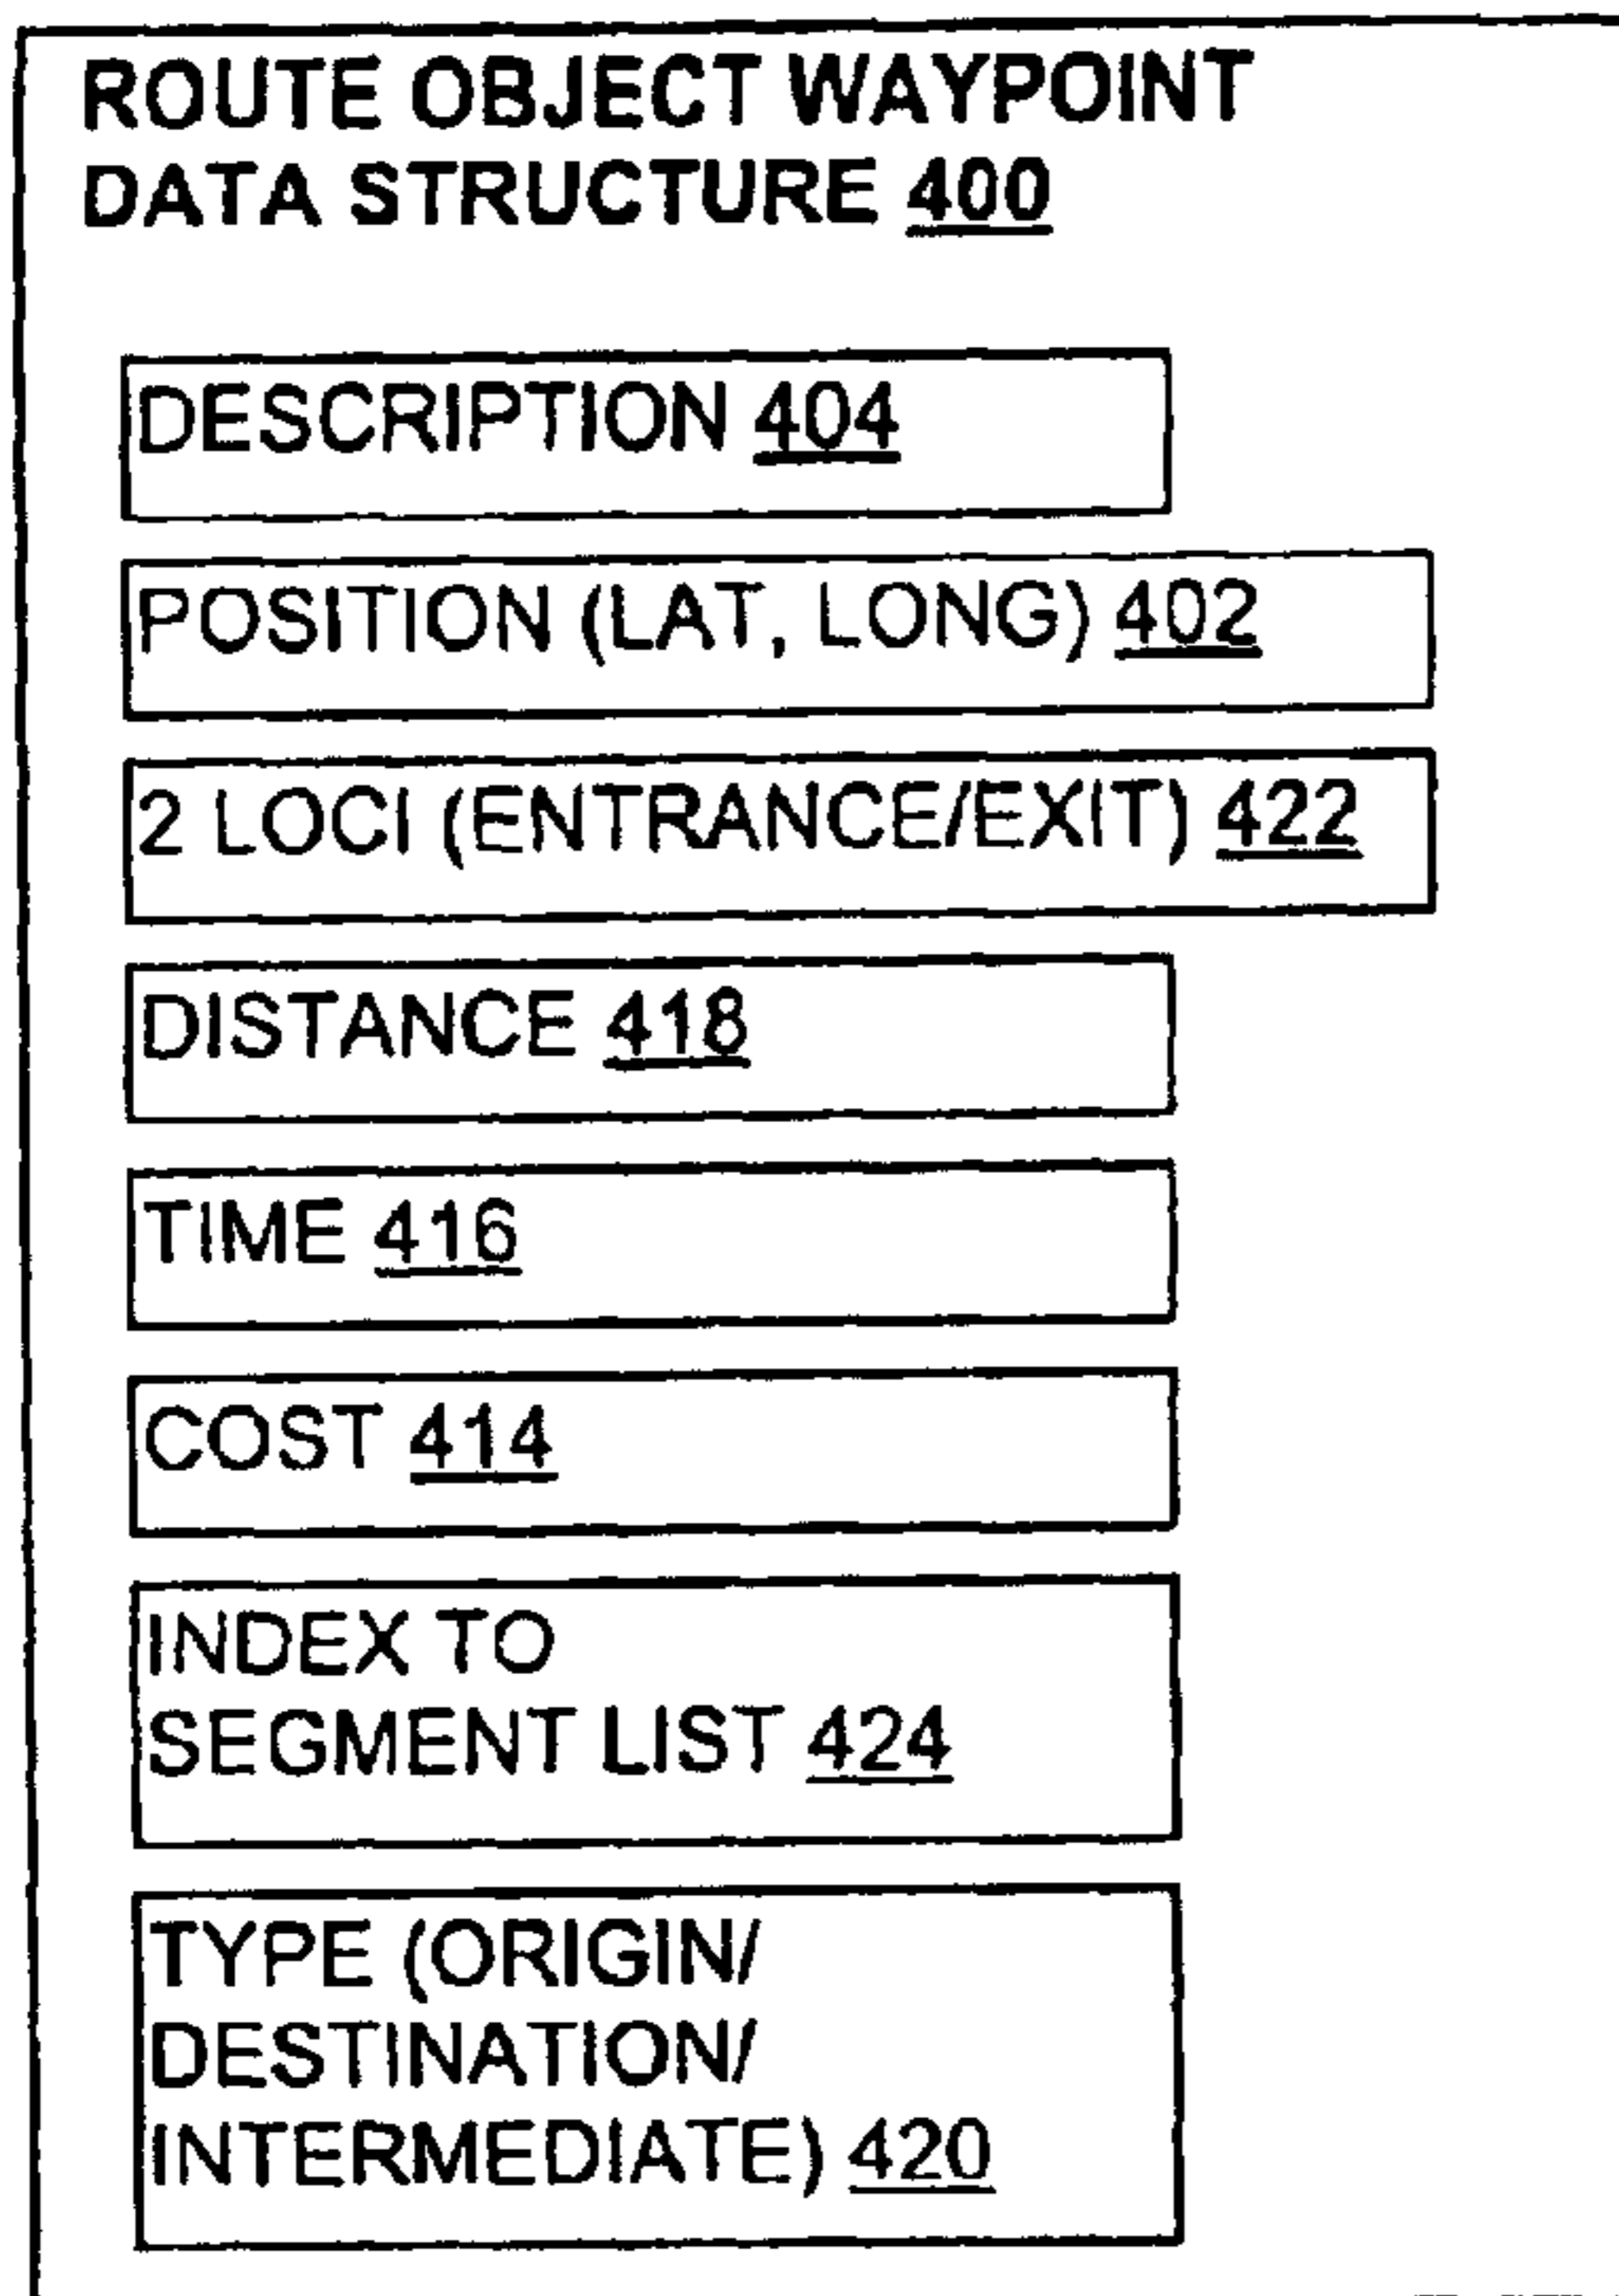 ROUTE OBJECT WAYPOINT
DATA STRUCTURE 400
DESCRIPTION 404
POSITION (LAT, LONG) 402
2 LOCI (ENTRANCE/EXIT) 422
DISTANCE 418
TIME 416
COST 414
INDEX TO
SEGMENT LIST 424
TYPE (ORIGIN/
DESTINATION/
INTERMEDIATE) 420